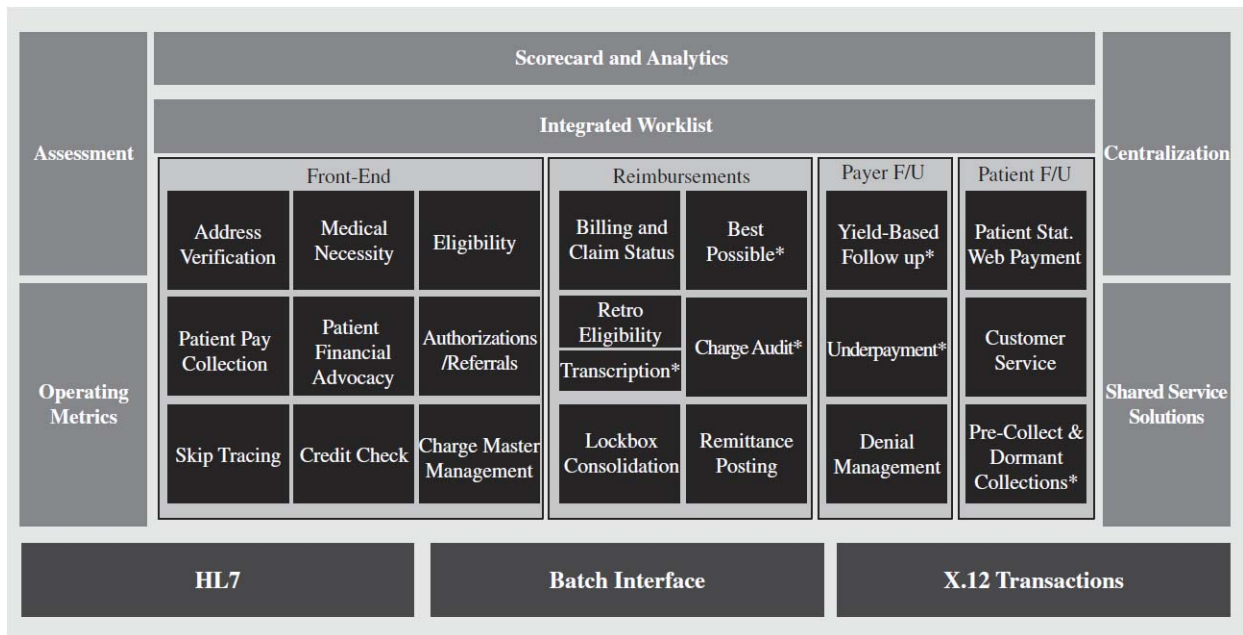 Scorecard and Analytics
Integrated Worklist
Assessment
Centralization
Front-End
Reimbursements
Payer F/U
Patient F/U
Address
Verification
Medical
Necessity
Eligibility
Billing and
Claim Status
Best
Possible*
Yield-Based
Follow up*
Patient Stat.
Web Payment
Operating
Metrics
Patient Pay
Collection
Patient
Financial
Advocacy
Authorizations
/Referrals
Retro
Eligibility
Transcription*
Charge Audit*
Underpayment*
Customer
Service
Shared Service
Solutions
Skip Tracing
Credit Check
Charge Master
Management
Lockbox
Consolidation
Remittance
Posting
Denial
Management
Pre-Collect &
Dormant
Collections*
HL7
Batch Interface
X.12 Transactions